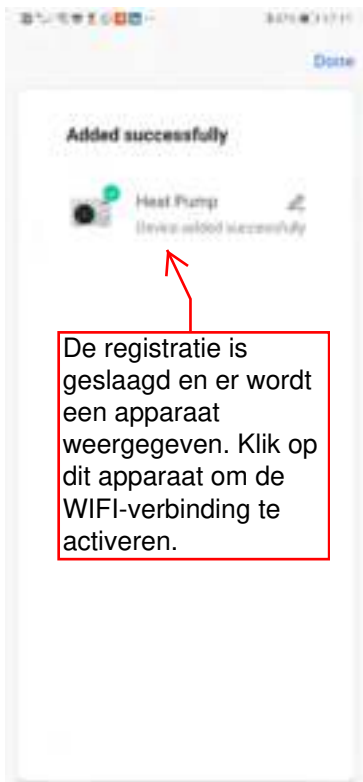 Done
Added successfully
Heat Pump
Device added successfully
De registratie is
geslaagd en er wordt
een apparaat
weergegeven. Klik op
dit apparaat om de
WIFI-verbinding te
activeren.